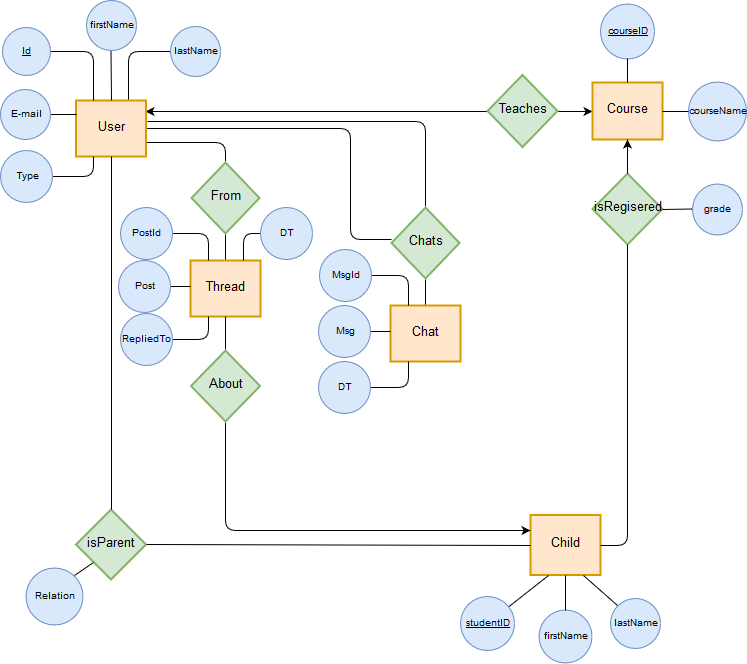 firstName
Id
lastName
courseID
E-mail
User
Teaches
Course
courseName
Type
From
isRegisered
grade
PostId
DT
Chats
Post
Thread
MsgId
RepliedTo
Msg
Chat
About
DT
isParent
Child
Relation
studentID
firstName
lastName